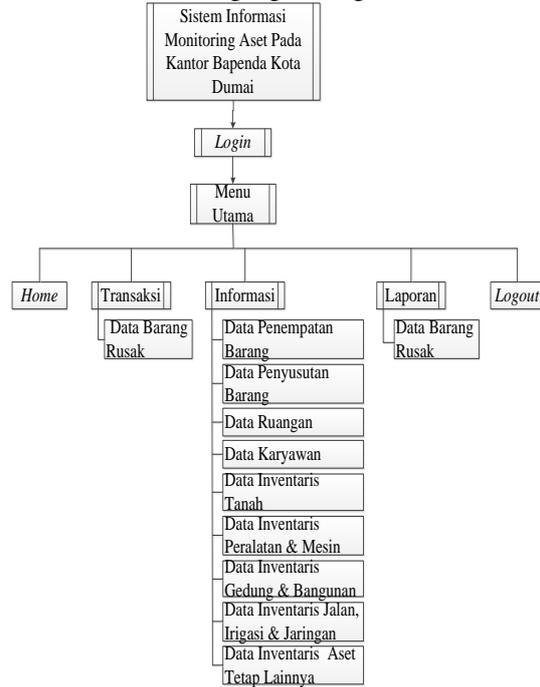 Sistem Informasi
Monitoring Aset Pada
Kantor Bapenda Kota
Dumai
Login
Menu
Utama
Home
Transaksi
Informasi
Laporan
Logout
Data Barang
Rusak
Data Penempatan
Barang
Data Penyusutan
Barang
Data Ruangan
Data Karyawan
Data Inventaris
Tanah
Data Inventaris
Peralatan & Mesin
Data Inventaris
Gedung & Bangunan
Data Inventaris Jalan,
Irigasi & Jaringan
Data Inventaris Aset
Tetap Lainnya
Data Barang
Rusak